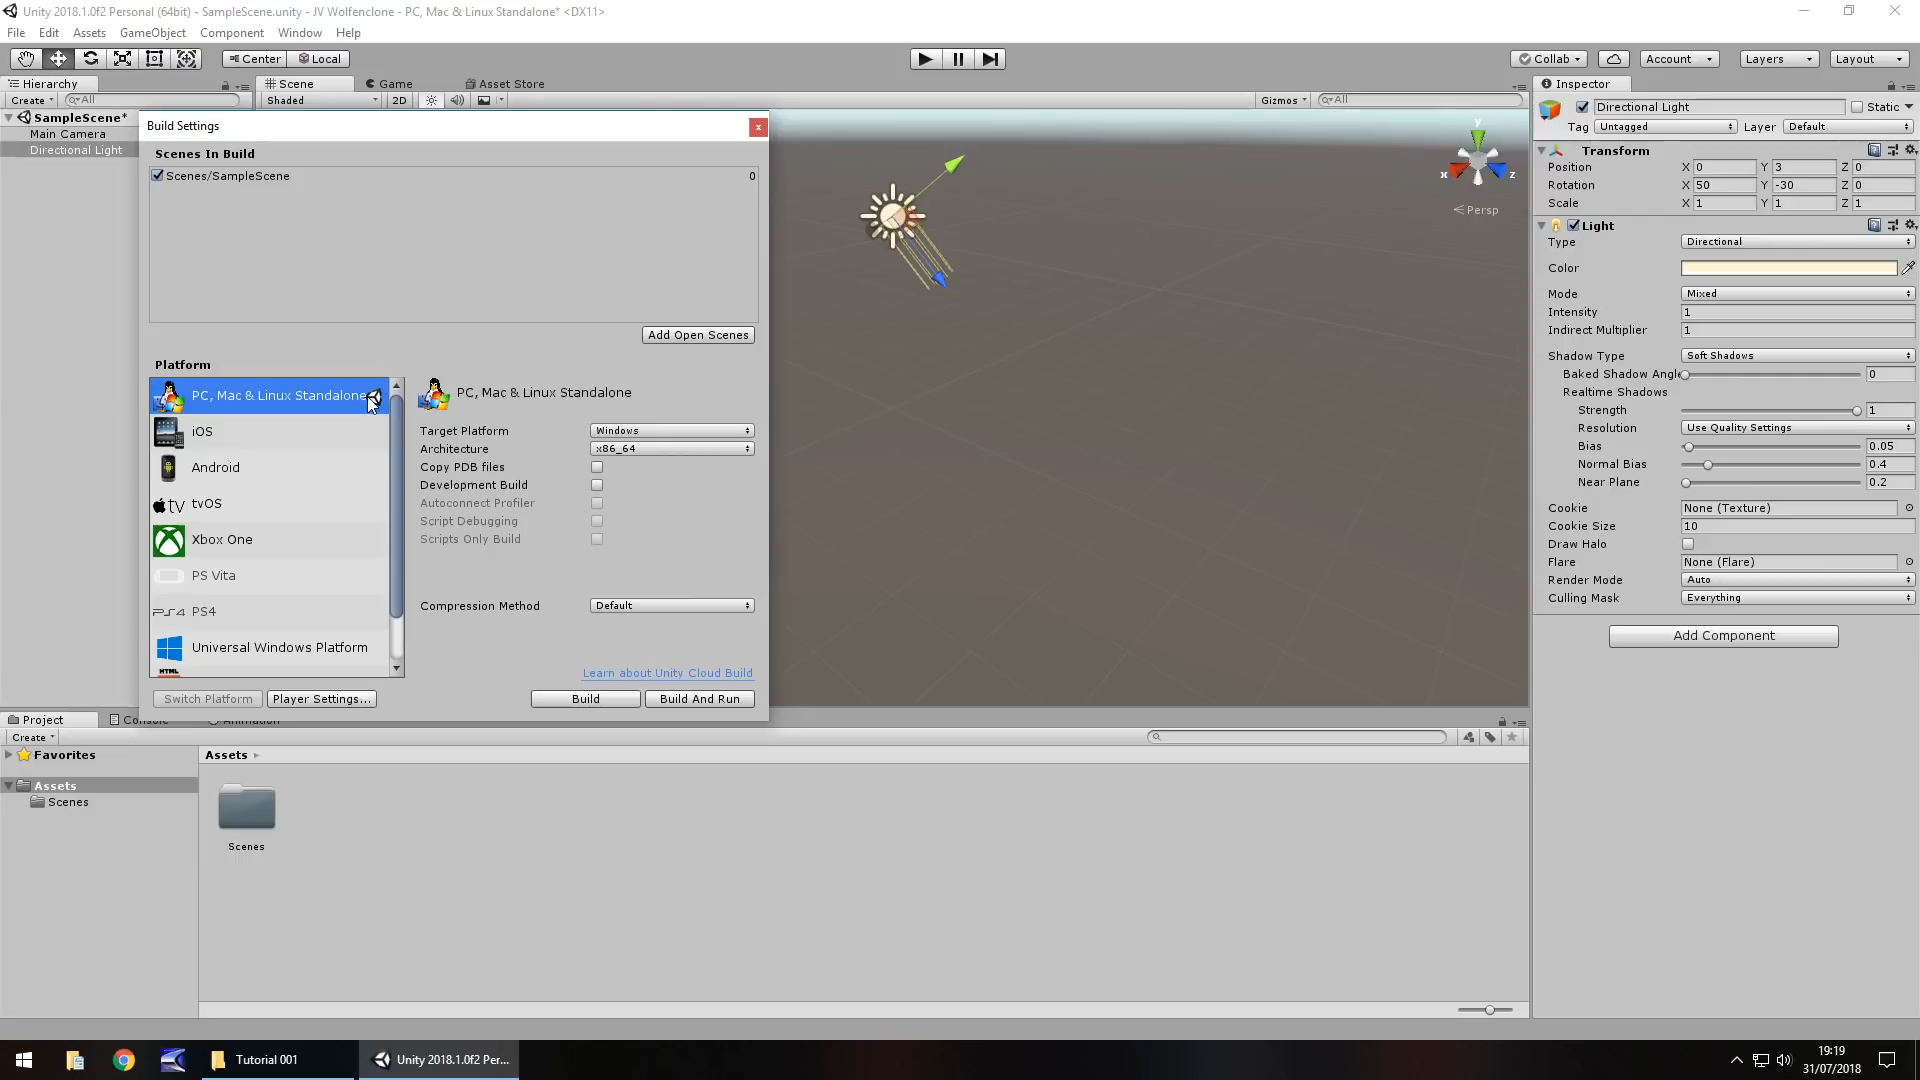 Unity 2018.1.0f2 Personal (64bit) - SampleScene.unity - JV Wolfenclone - PC, Mac & Linux Standalone* <DX11>
File Edit Assets GameObject Component Window Help
Center Local Collab Account Layers Layout
Hierarchy Scene Game Asset Store Inspector
Create All Shaded 2D Gizmos All
Directional Light Static
SampleScene*
Main Camera
Directional Light
Tag Untagged Layer Default
Build Settings
Scenes In Build
Scenes/SampleScene 0
Add Open Scenes
Platform
PC, Mac & Linux Standalone
iOS
Android
tvOS
Xbox One
PS Vita
PS4
Universal Windows Platform
HTML
PC, Mac & Linux Standalone
Target Platform Windows
Architecture x86_64
Copy PDB files
Development Build
Autoconnect Profiler
Script Debugging
Scripts Only Build
Compression Method Default
Learn about Unity Cloud Build
Switch Platform Player Settings... Build Build And Run
y
x z
Persp
Transform
Position X 0 Y 3 Z 0
Rotation X 50 Y -30 Z 0
Scale X 1 Y 1 Z 1
Light
Type Directional
Color
Mode Mixed
Intensity 1
Indirect Multiplier 1
Shadow Type Soft Shadows
Baked Shadow Angle 0
Realtime Shadows
Strength 1
Resolution Use Quality Settings
Bias 0.05
Normal Bias 0.4
Near Plane 0.2
Cookie None (Texture)
Cookie Size 10
Draw Halo
Flare None (Flare)
Render Mode Auto
Culling Mask Everything
Add Component
Project Console Animation
Create
Favorites
Assets
Scenes
Assets
Scenes
Tutorial 001
Unity 2018.1.0f2 Per...
19:19
31/07/2018